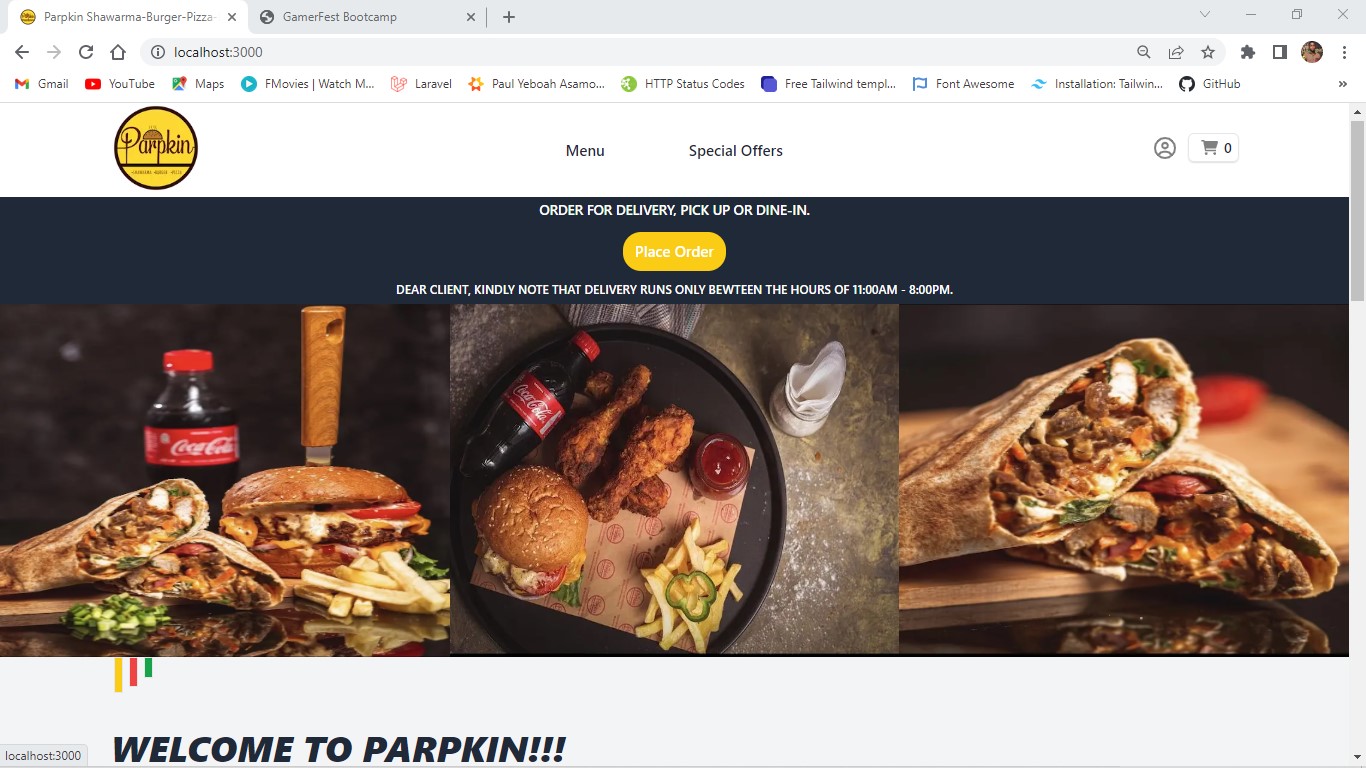 Parpkin Shawarma-Burger-Pizza-
GamerFest Bootcamp
localhost:3000
Gmail
YouTube
Maps
FMovies | Watch M...
Laravel
Paul Yeboah Asamo...
HTTP Status Codes
Free Tailwind templ...
Font Awesome
Installation: Tailwin...
GitHub
»
Parpkin
SHAWARMA-BURGER-PIZZA
Menu
Special Offers
0
ORDER FOR DELIVERY, PICK UP OR DINE-IN.
Place Order
DEAR CLIENT, KINDLY NOTE THAT DELIVERY RUNS ONLY BEWTEEN THE HOURS OF 11:00AM - 8:00PM.
Coca-Cola
Coca-Cola
WELCOME TO PARPKIN!!!
localhost:3000